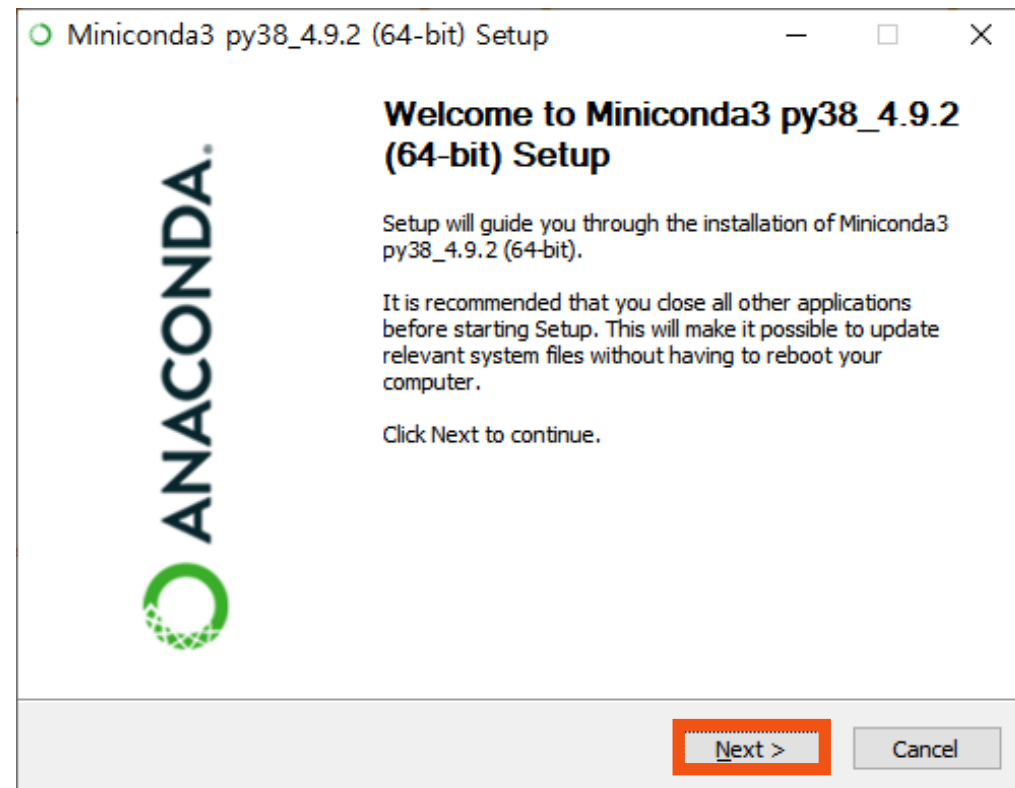 Miniconda3 py38_4.9.2 (64-bit) Setup
ANACONDA.
Welcome to Miniconda3 py38_4.9.2
(64-bit) Setup
Setup will guide you through the installation of Miniconda3
py38_4.9.2 (64-bit).
It is recommended that you close all other applications
before starting Setup. This will make it possible to update
relevant system files without having to reboot your
computer.
Click Next to continue.
Next >
Cancel